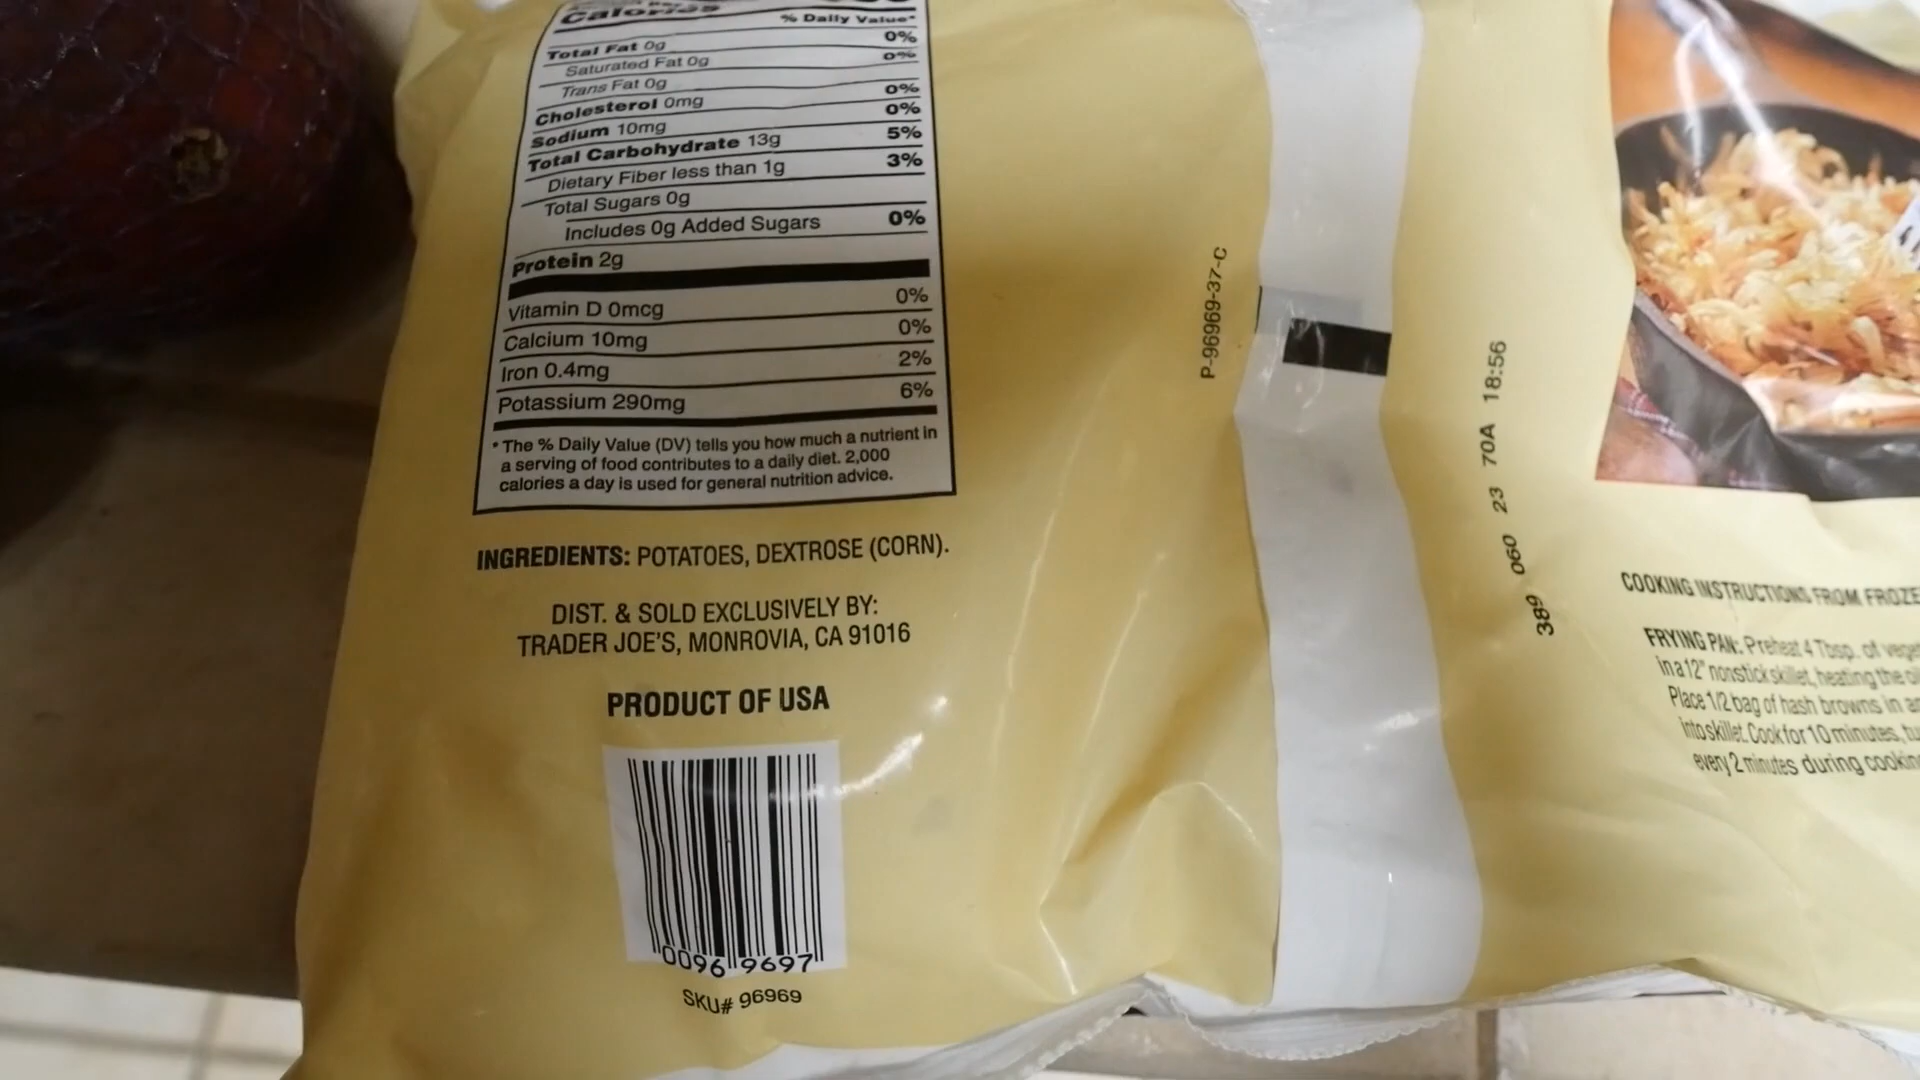 Calories
% Daily Value*
Total Fat 0g 0%
Saturated Fat 0g 0%
Trans Fat 0g
Cholesterol 0mg 0%
Sodium 10mg 0%
Total Carbohydrate 13g 5%
Dietary Fiber less than 1g 3%
Total Sugars 0g
Includes 0g Added Sugars 0%
Protein 2g
Vitamin D 0mcg 0%
Calcium 10mg 0%
Iron 0.4mg 2%
Potassium 290mg 6%
* The % Daily Value (DV) tells you how much a nutrient in
a serving of food contributes to a daily diet. 2,000
calories a day is used for general nutrition advice.
INGREDIENTS: POTATOES, DEXTROSE (CORN).
DIST. & SOLD EXCLUSIVELY BY:
TRADER JOE'S, MONROVIA, CA 91016
PRODUCT OF USA
0096 9697
SKU# 96969
P-96969-37-C
389 060 23 70A 18:56
COOKING INSTRUCTIONS FROM FROZE
FRYING PAN: Preheat 4 Tbsp. of vege
in a 12" nonstick skillet, heating the oil
Place 1/2 bag of hash browns in
into skillet. Cook for 10 minutes, tu
every 2 minutes during cookin